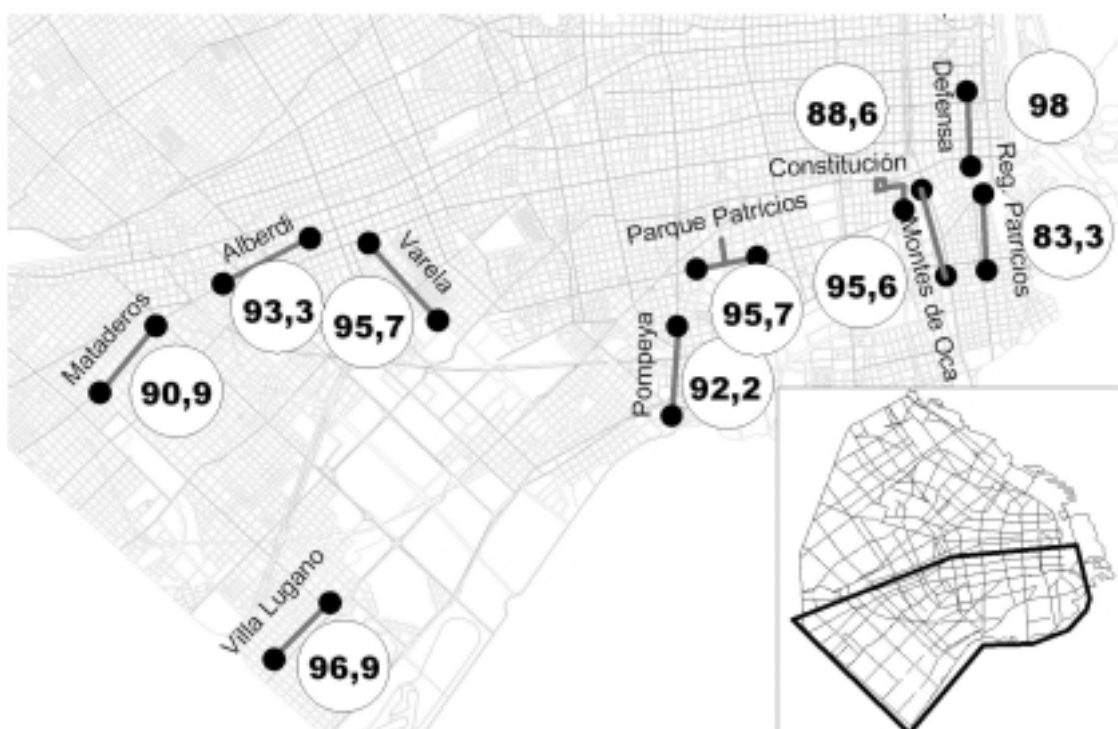 Defensa
98
88,6
Constitución
Reg. Patricios
83,3
Parque Patricios
Montes de Oca
95,6
Alberdi
93,3
Varela
95,7
95,7
Mataderos
90,9
Pompeya
92,2
Villa Lugano
96,9